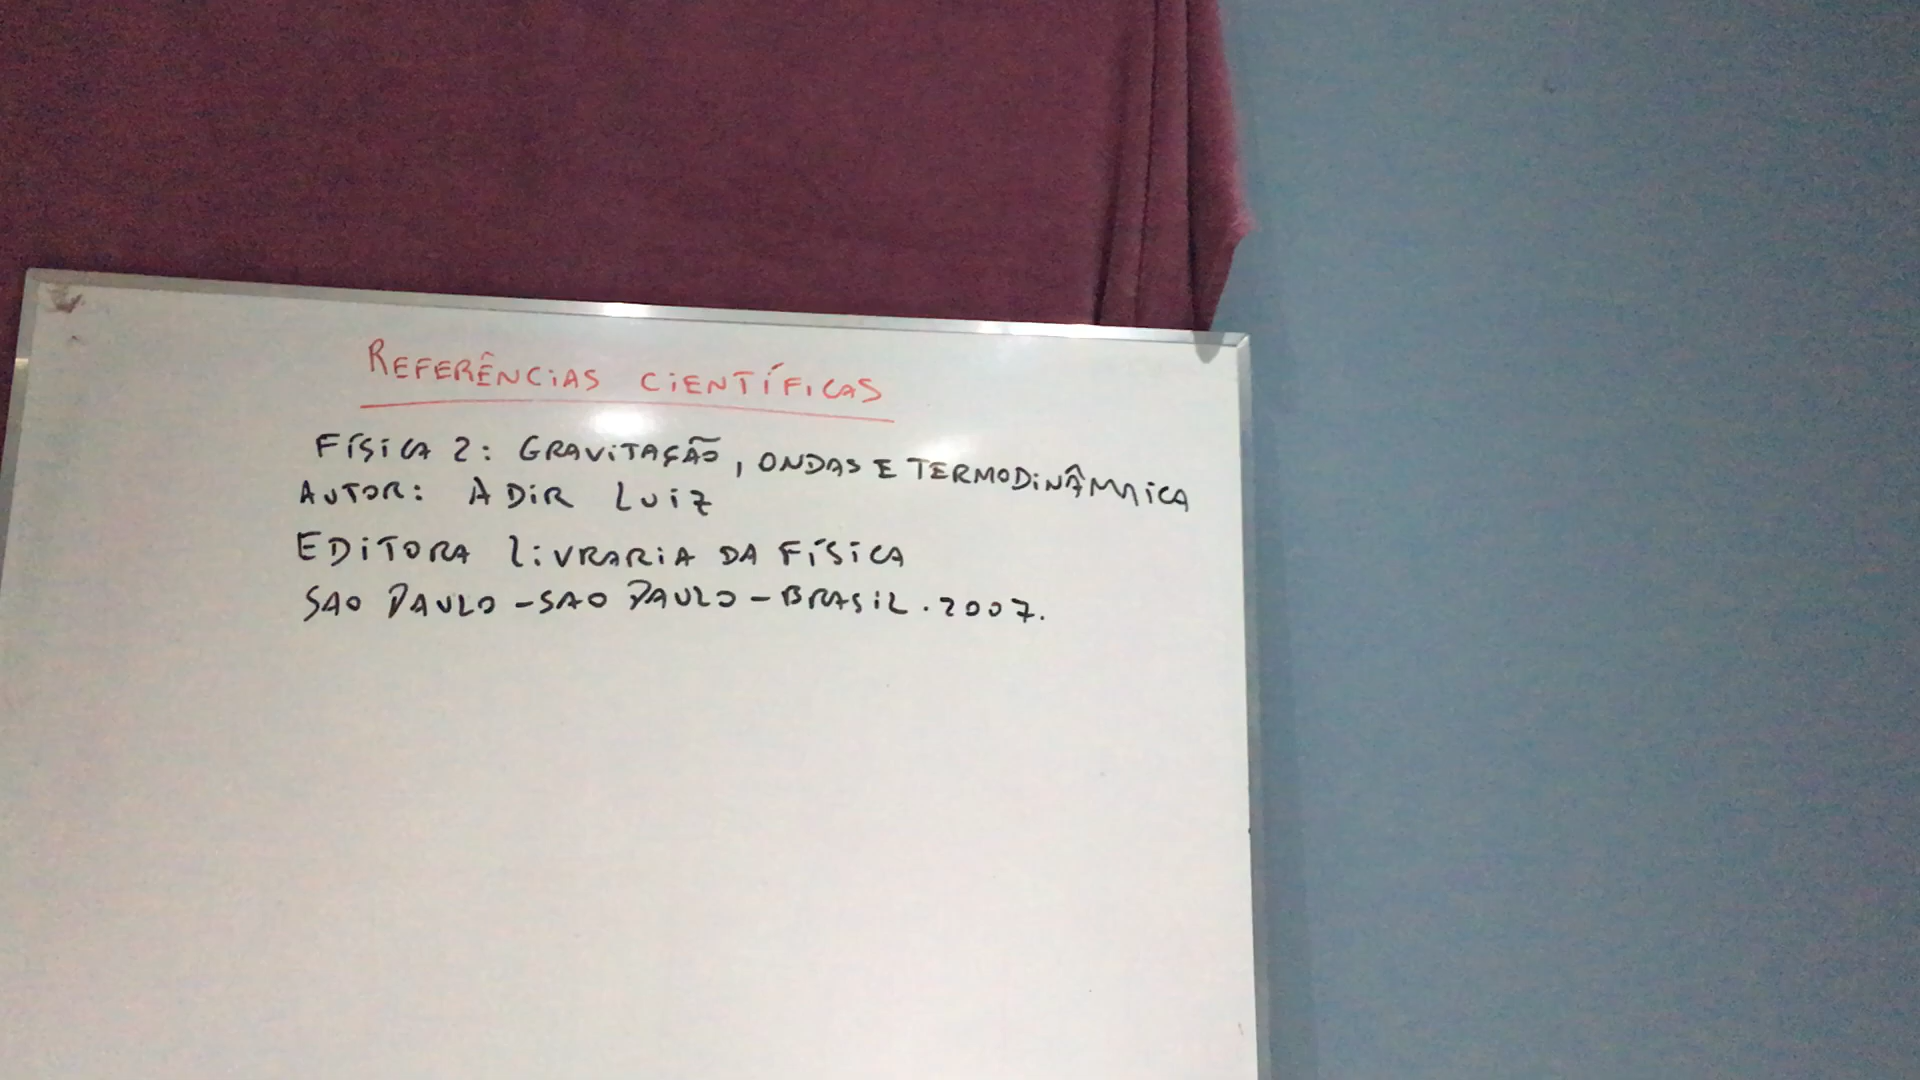 REFERÊNCIAS CIENTÍFICAS
FÍSICA 2: GRAVITAÇÃO, ONDAS E TERMODINÂMICA
AUTOR: ADIR LUIZ
EDITORA LIVRARIA DA FÍSICA
SAO PAULO - SAO PAULO - BRASIL. 2007.